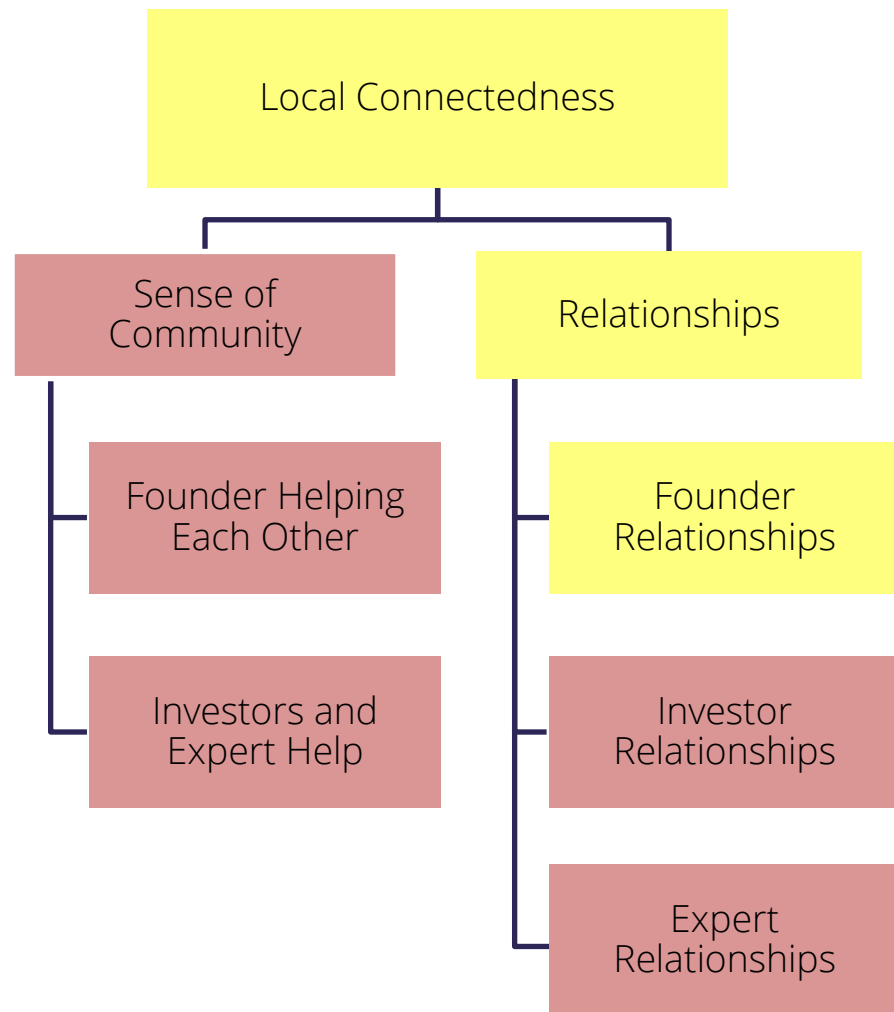 Local Connectedness
Sense of
Community
Relationships
Founder Helping
Each Other
Founder
Relationships
Investors and
Expert Help
Investor
Relationships
Expert
Relationships